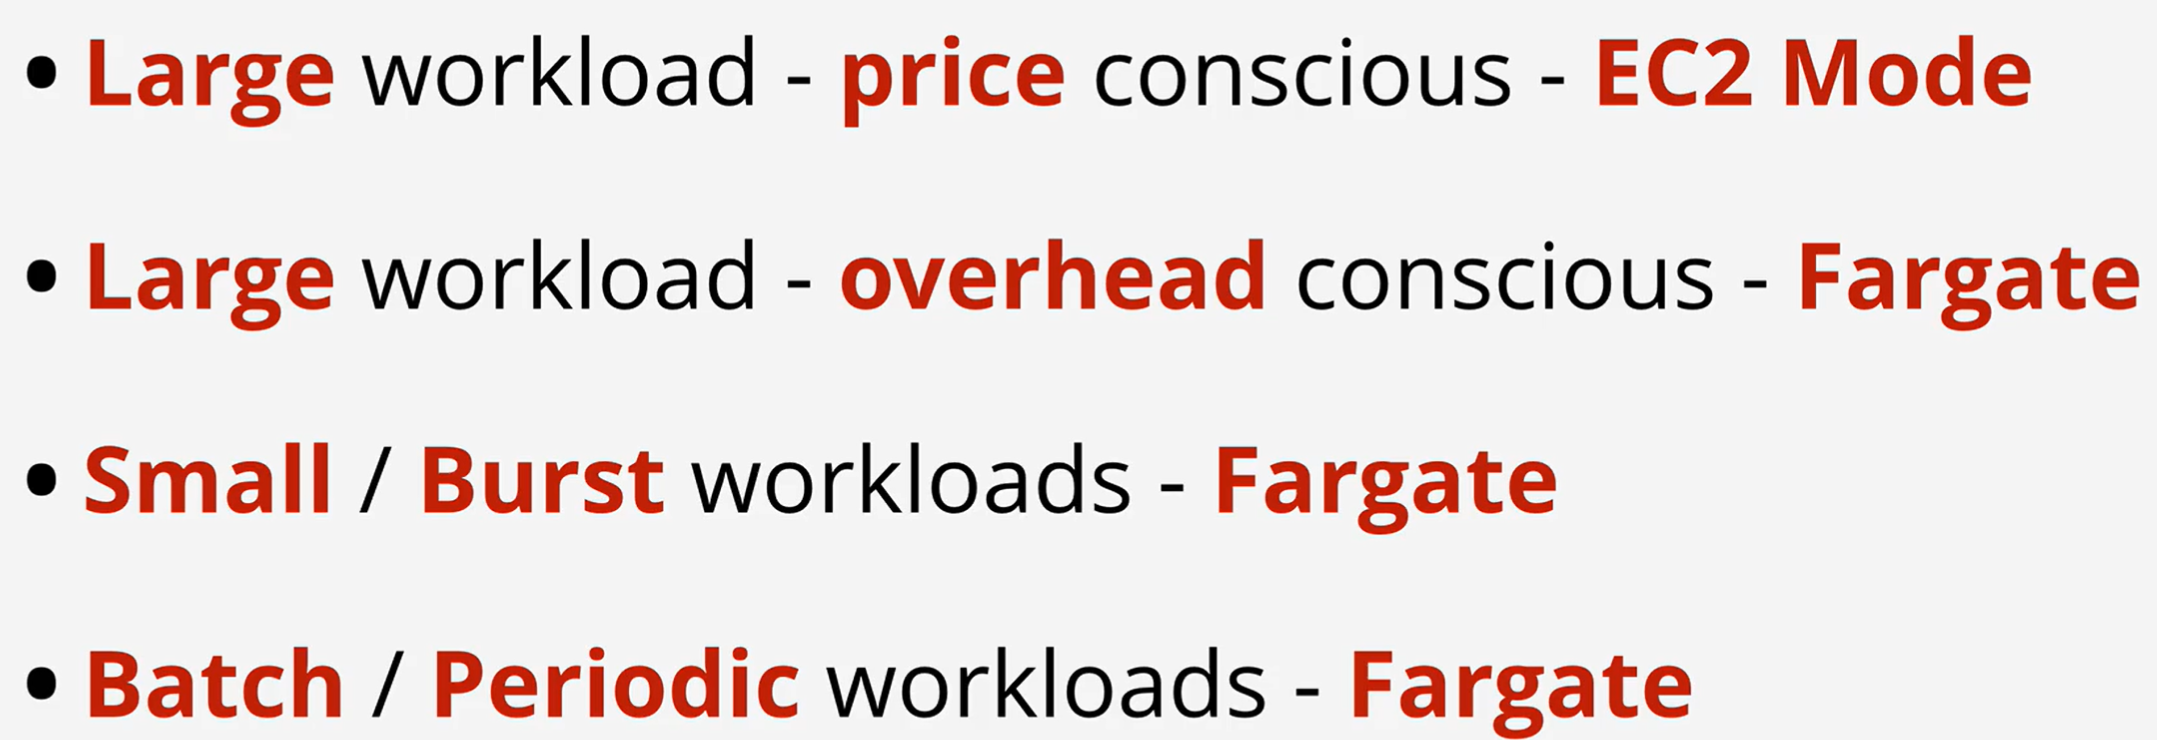 • Large workload - price conscious - EC2 Mode
• Large workload - overhead conscious - Fargate
• Small / Burst workloads - Fargate
• Batch / Periodic workloads - Fargate